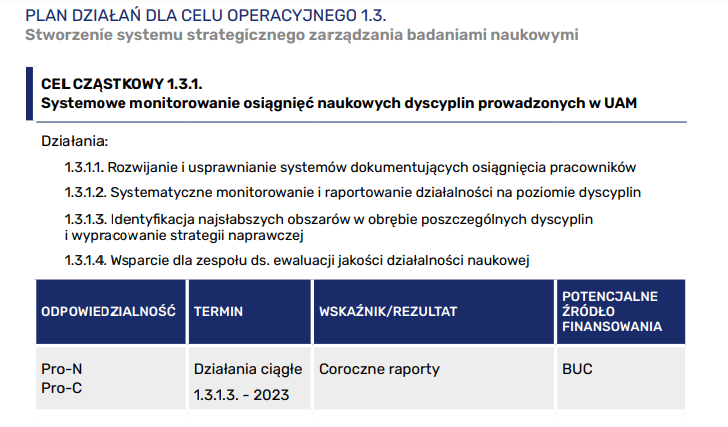 PLAN DZIAŁAŃ DLA CELU OPERACYJNEGO 1.3.
Stworzenie systemu strategicznego zarządzania badaniami naukowymi
CEL CZĄSTKOWY 1.3.1.
Systemowe monitorowanie osiągnięć naukowych dyscyplin prowadzonych w UAM
Działania:
1.3.1.1. Rozwijanie i usprawnianie systemów dokumentujących osiągnięcia pracowników
1.3.1.2. Systematyczne monitorowanie i raportowanie działalności na poziomie dyscyplin
1.3.1.3. Identyfikacja najsłabszych obszarów w obrębie poszczególnych dyscyplin
i wypracowanie strategii naprawczej
1.3.1.4. Wsparcie dla zespołu ds. ewaluacji jakości działalności naukowej
ODPOWIEDZIALNOŚĆ
TERMIN
WSKAŹNIK/REZULTAT
POTENCJALNE
ŹRÓDŁO
FINANSOWANIA
Pro-N
Pro-C
Działania ciągłe
1.3.1.3. - 2023
Coroczne raporty
BUC